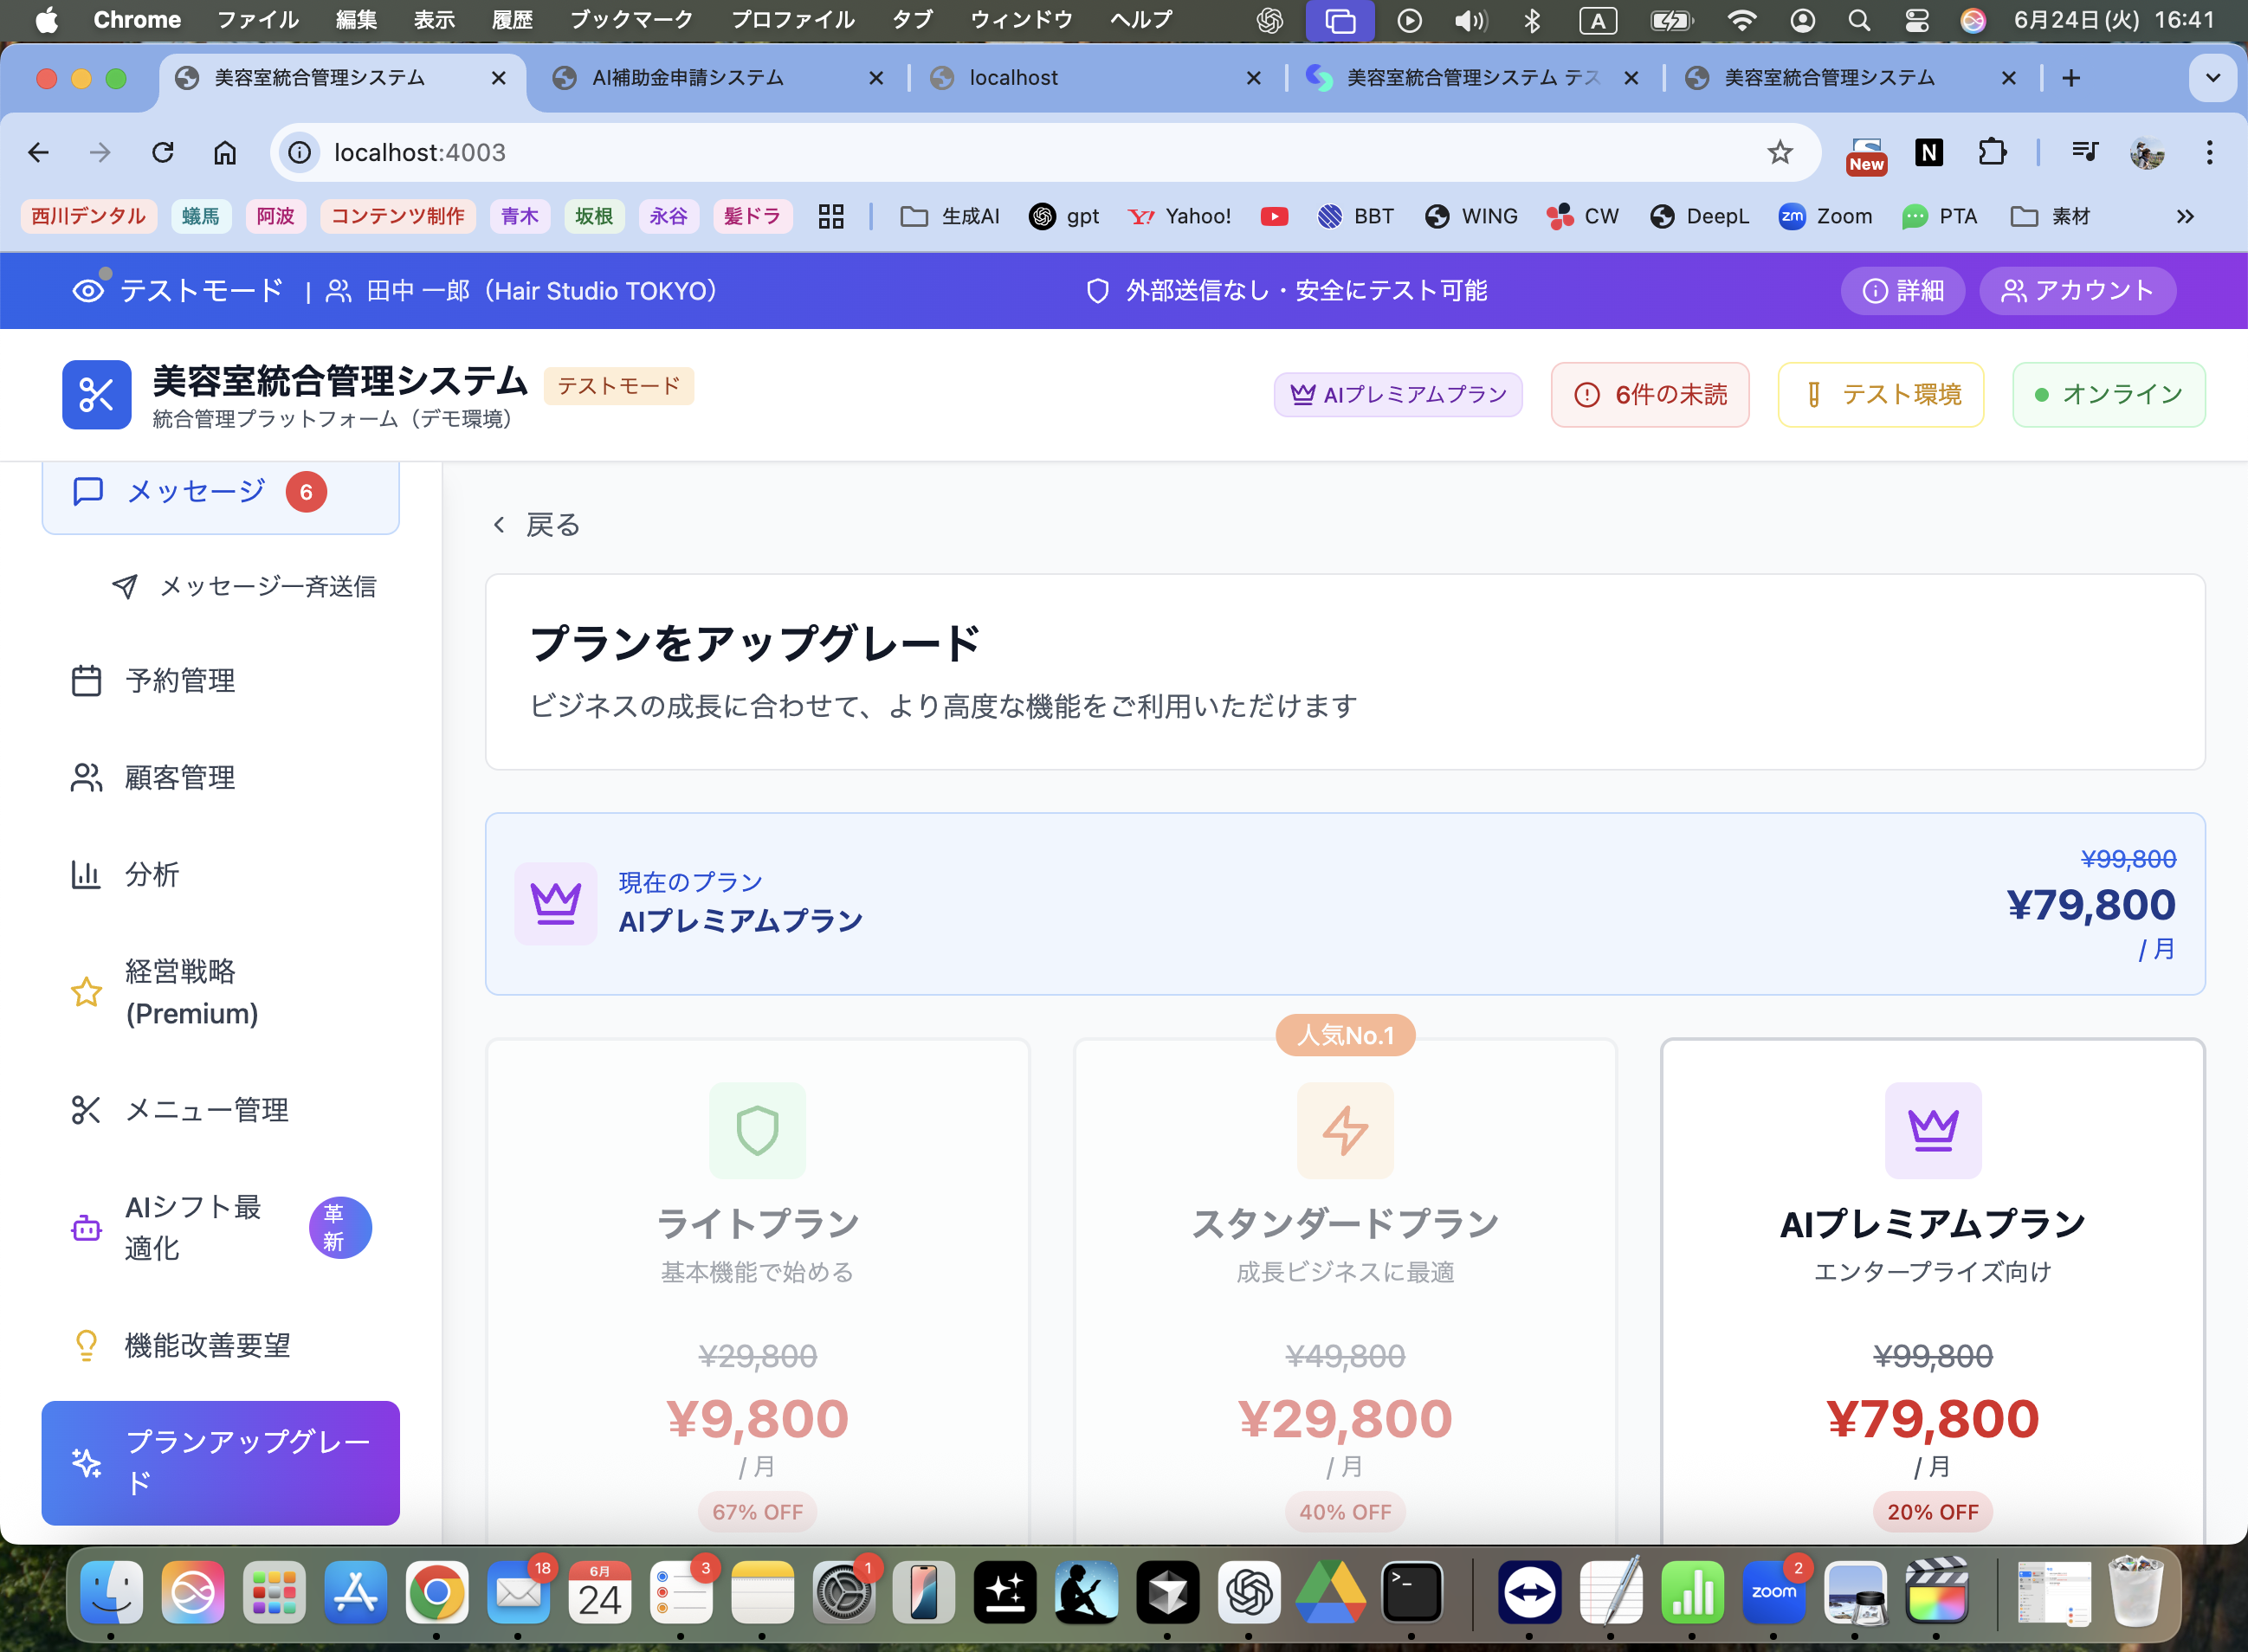 Chrome ファイル 編集 表示 履歴 ブックマーク プロファイル タブ ウィンドウ ヘルプ A 6月24日(火) 16:41
美容室統合管理システム AI補助金申請システム localhost 美容室統合管理システム テス 美容室統合管理システム
localhost:4003 New N
西川デンタル 蟻馬 阿波 コンテンツ制作 青木 坂根 永谷 髪ドラ 生成AI gpt Yahoo! BBT WING CW DeepL zm Zoom PTA 素材
テストモード | 田中 一郎（Hair Studio TOKYO） 外部送信なし・安全にテスト可能 詳細 アカウント
美容室統合管理システム テストモード
統合管理プラットフォーム（デモ環境）
AIプレミアムプラン 6件の未読 テスト環境 オンライン
メッセージ 6
メッセージ一斉送信
予約管理
顧客管理
分析
経営戦略
(Premium)
メニュー管理
AIシフト最
適化
革
新
機能改善要望
プランアップグレー
ド
戻る
プランをアップグレード
ビジネスの成長に合わせて、より高度な機能をご利用いただけます
現在のプラン
AIプレミアムプラン
¥99,800
¥79,800
/ 月
ライトプラン
基本機能で始める
¥29,800
¥9,800
/ 月
67% OFF
人気No.1
スタンダードプラン
成長ビジネスに最適
¥49,800
¥29,800
/ 月
40% OFF
AIプレミアムプラン
エンタープライズ向け
¥99,800
¥79,800
/ 月
20% OFF
18 6月 24 3 1 >_ zoom 2